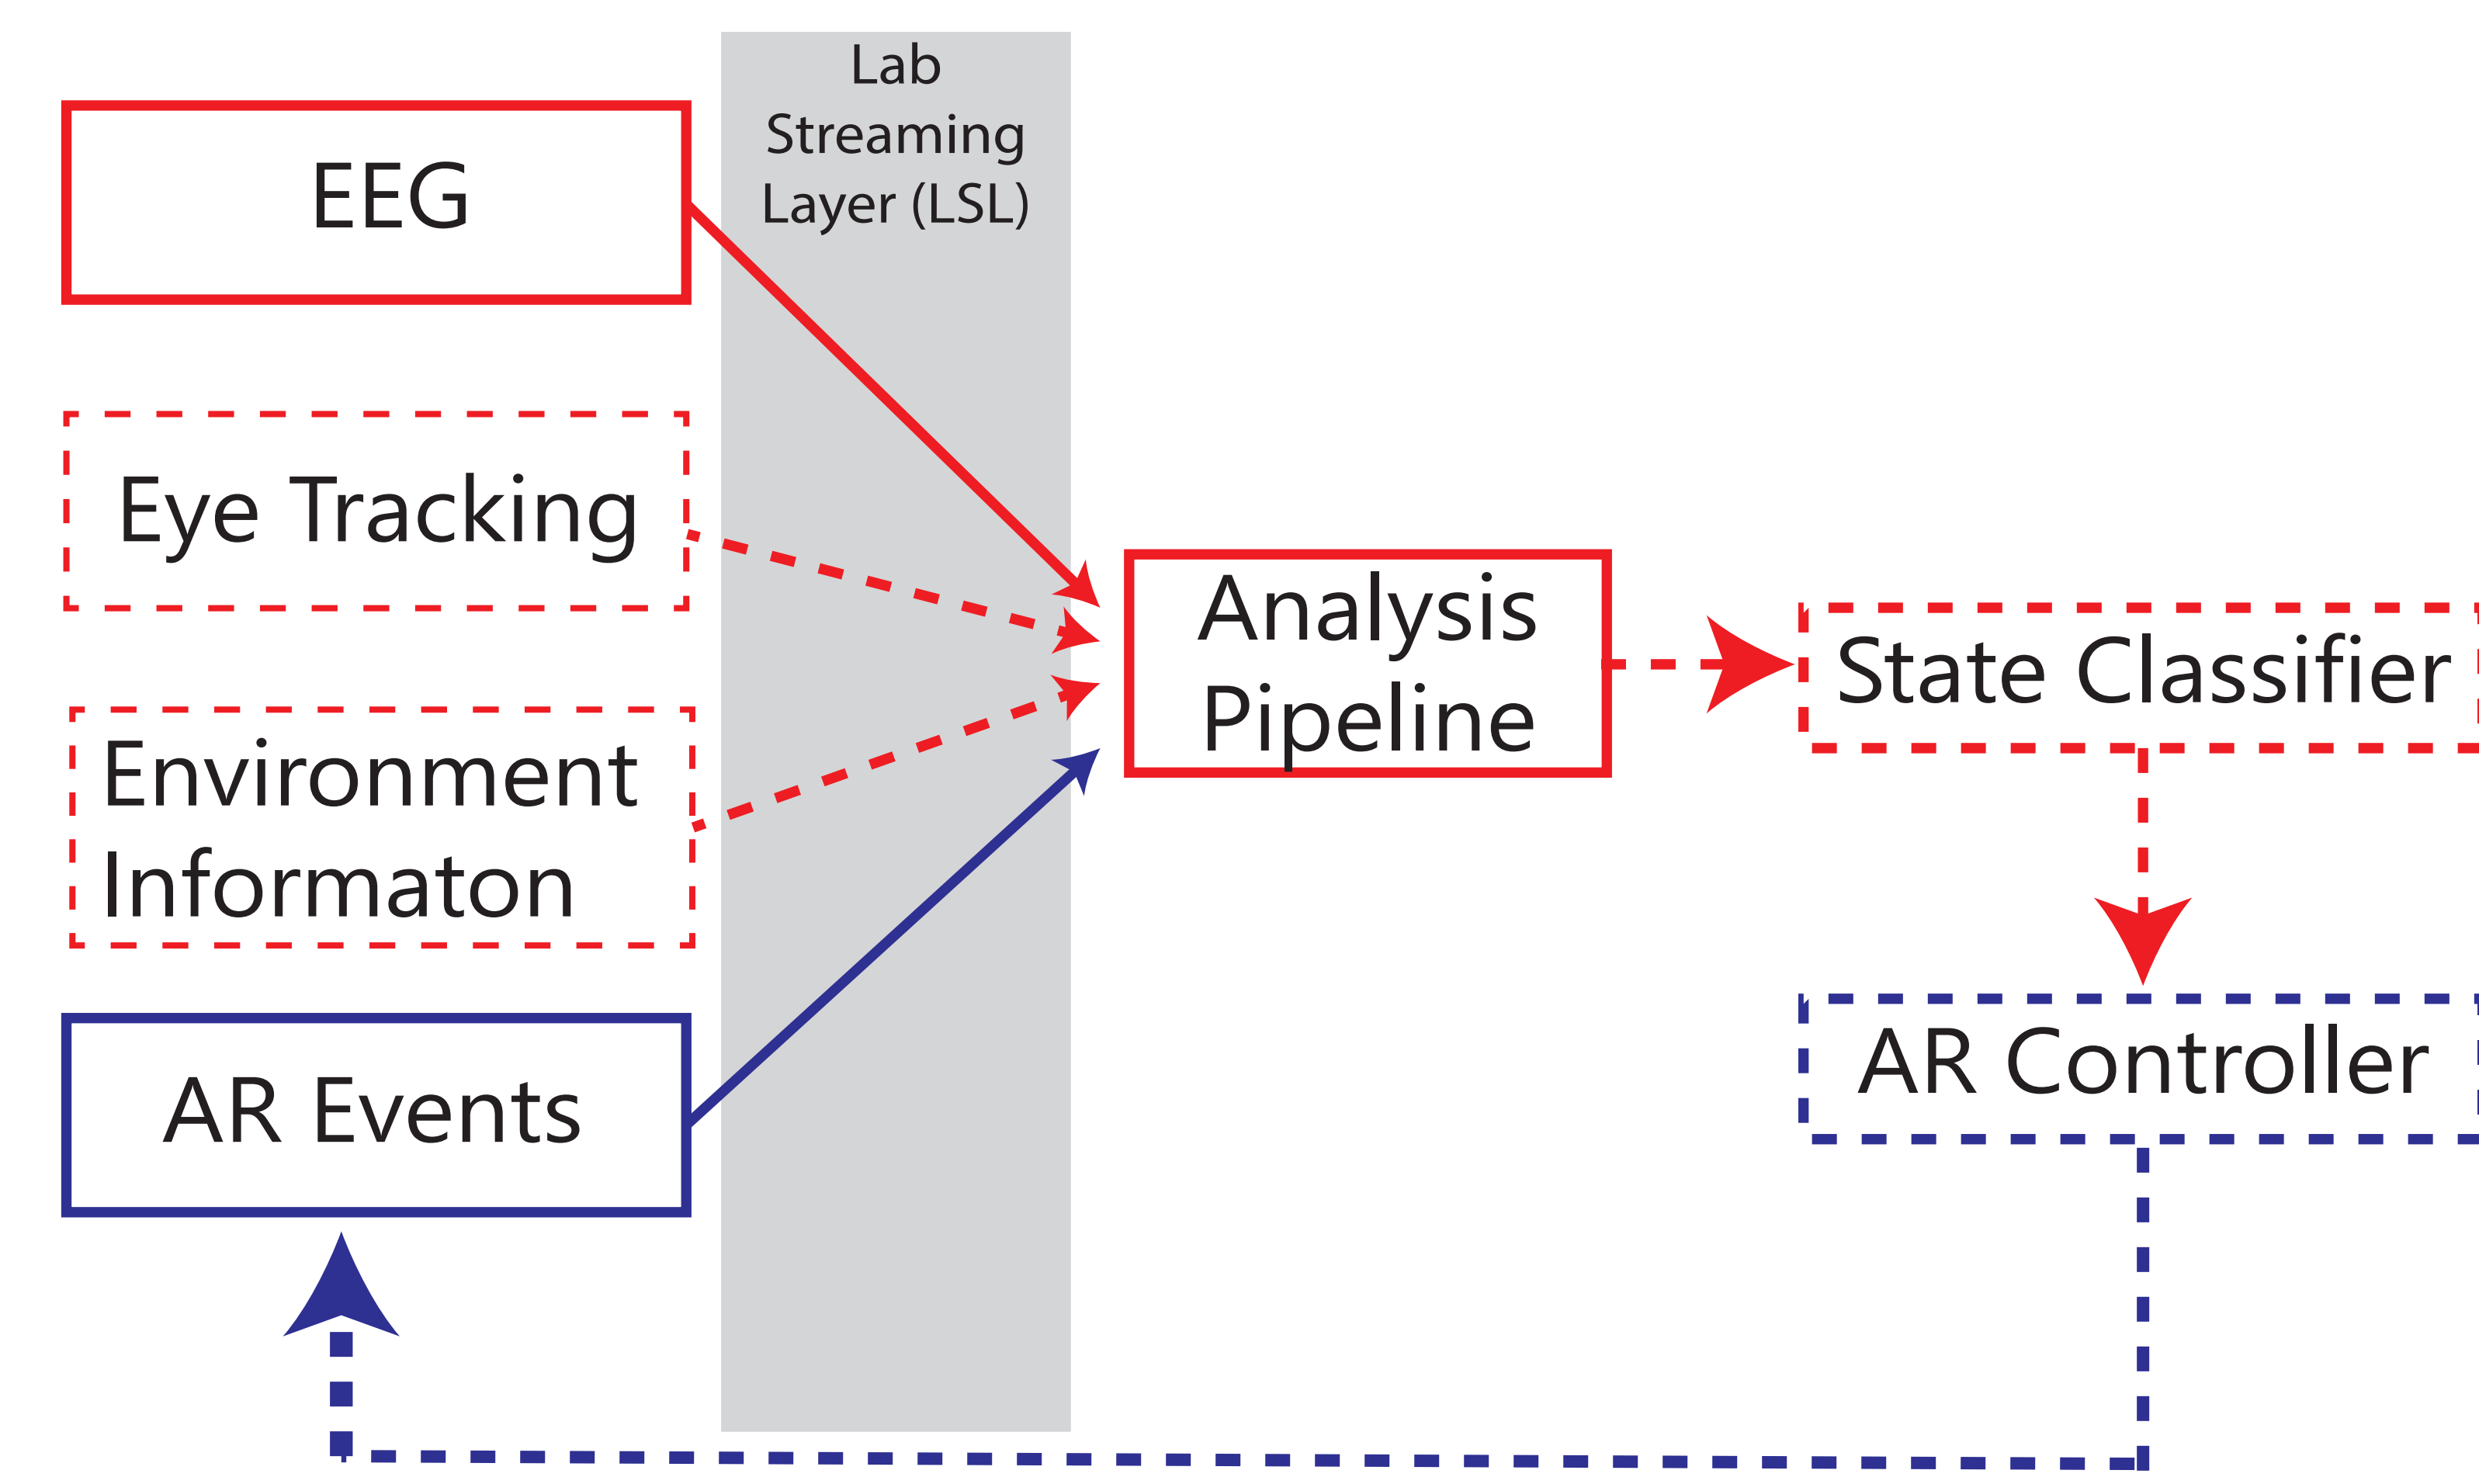 Lab
Streaming
Layer (LSL)
EEG
Eye Tracking
Environment
Informaton
AR Events
Analysis
Pipeline
State Classifier
AR Controller